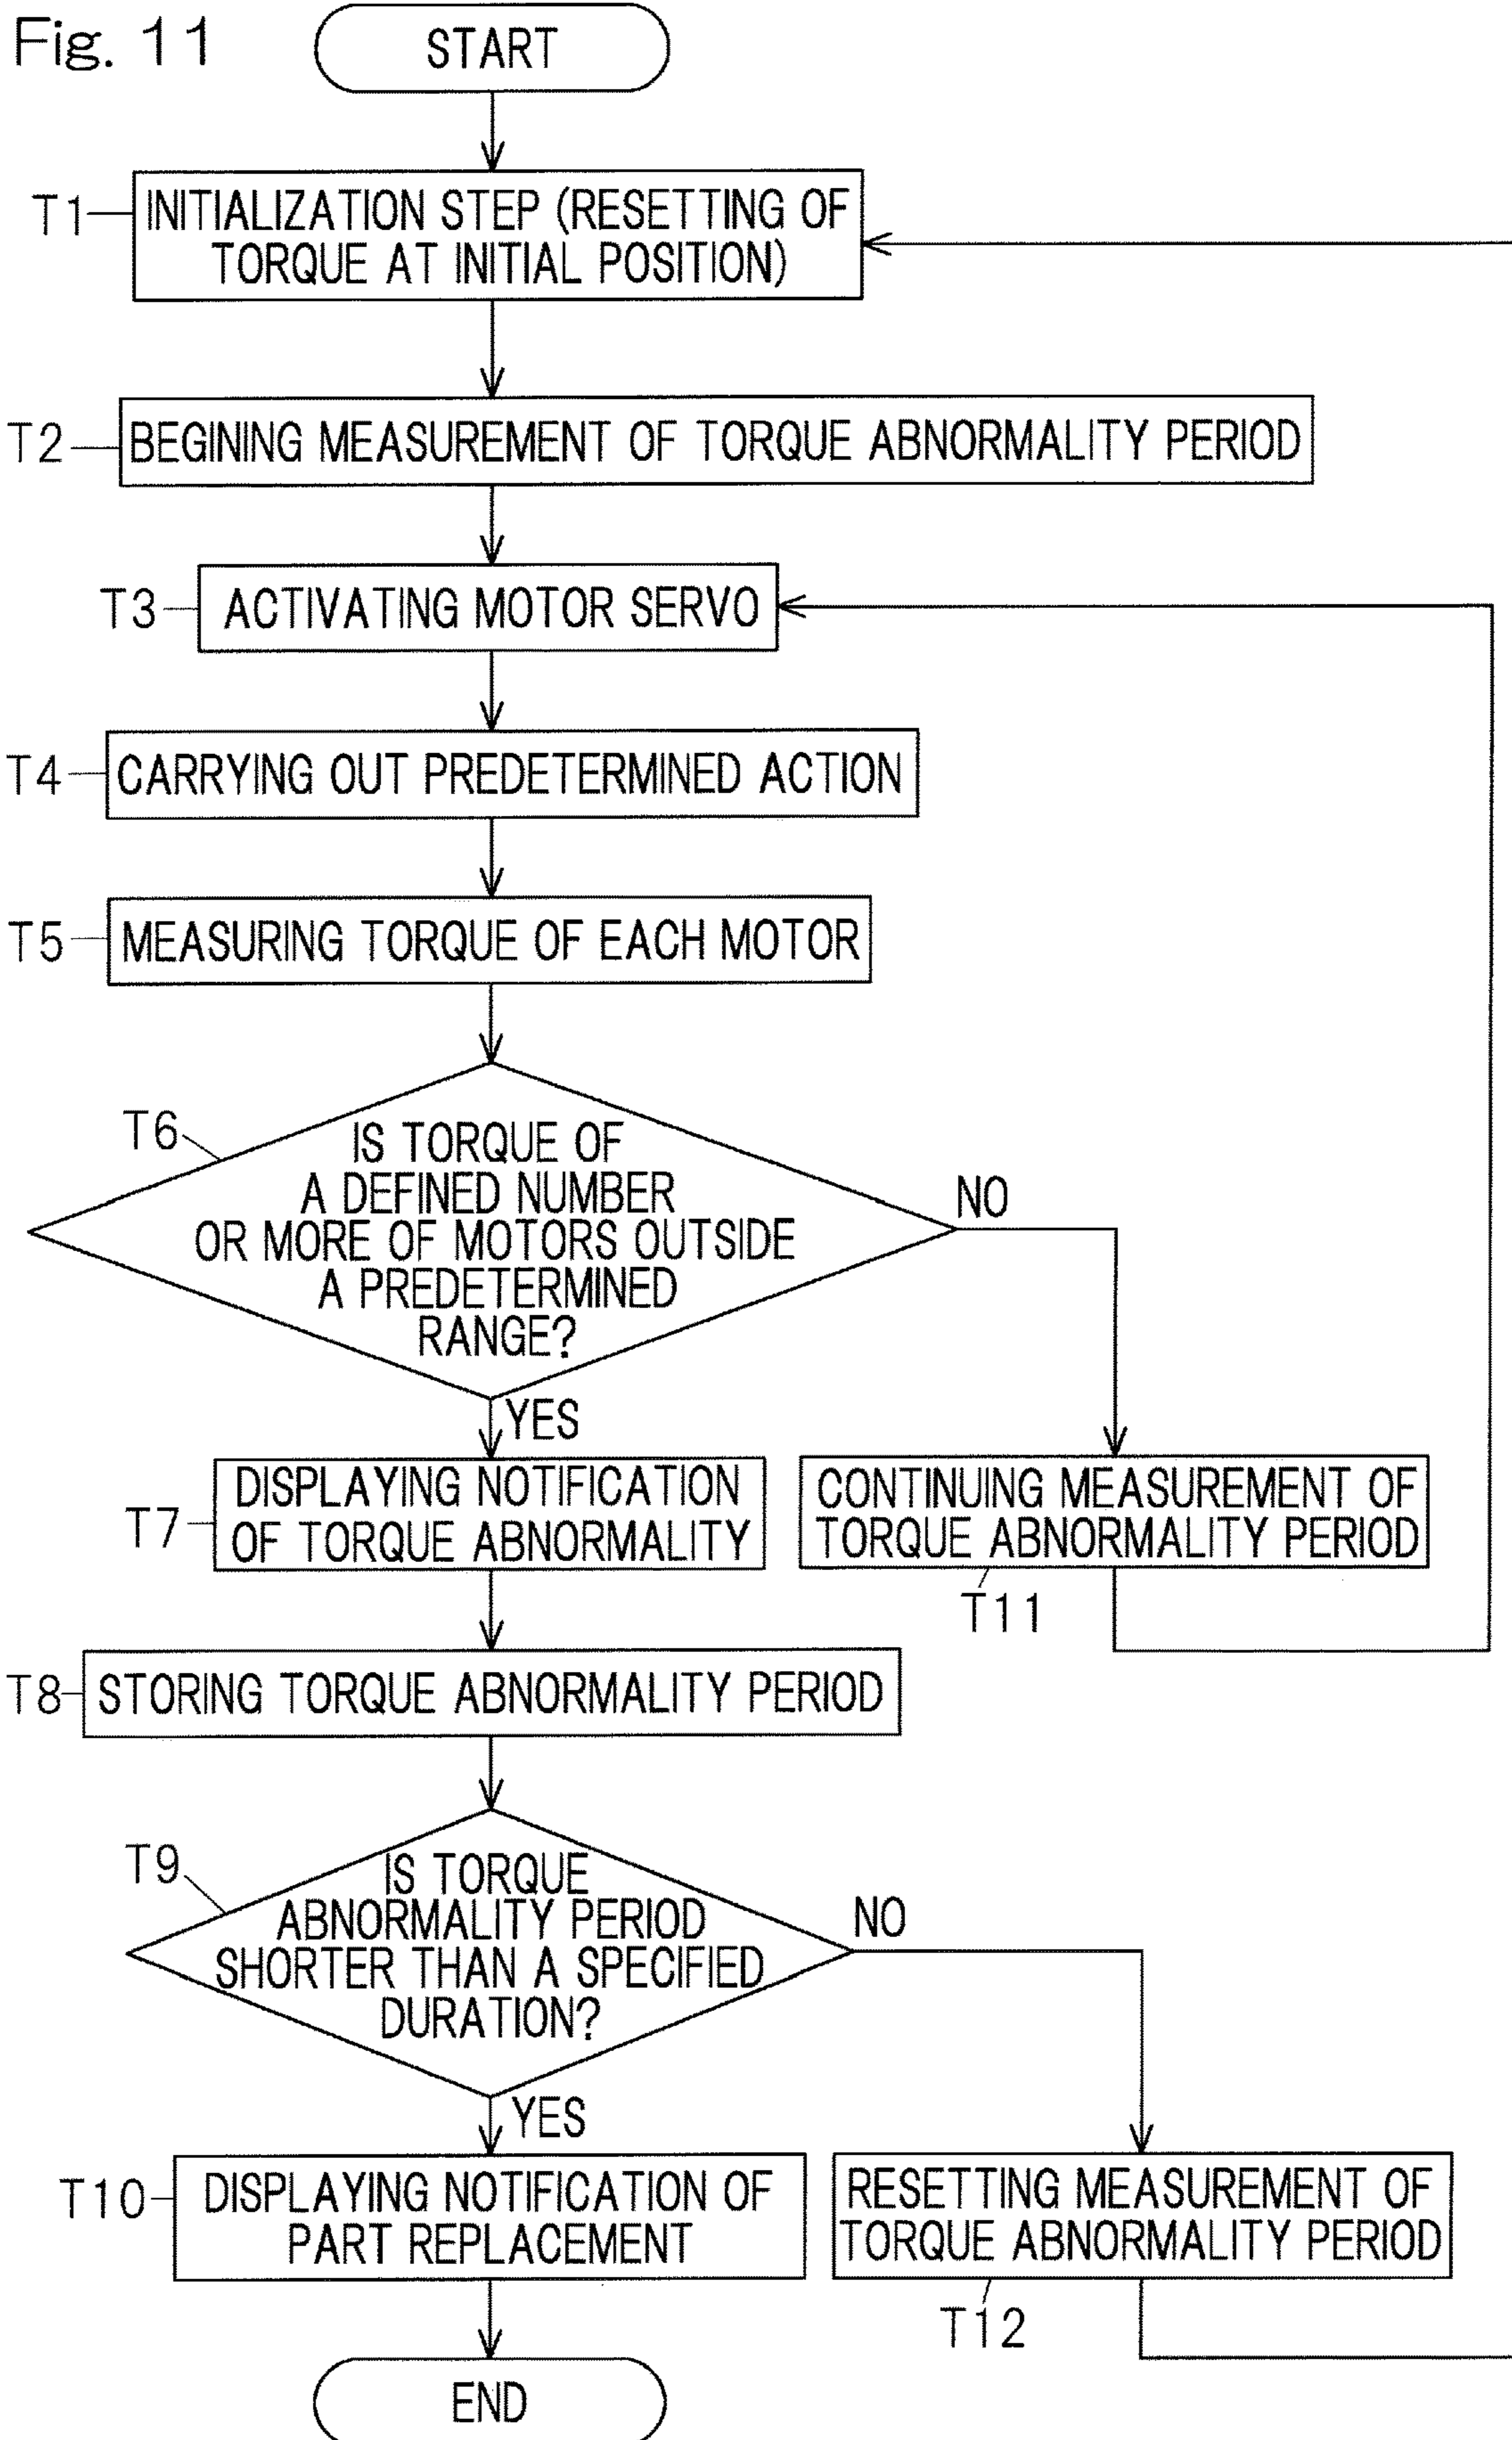 Fig. 11
START
T1
INITIALIZATION STEP (RESETTING OF
TORQUE AT INITIAL POSITION)
T2
BEGINING MEASUREMENT OF TORQUE ABNORMALITY PERIOD
T3
ACTIVATING MOTOR SERVO
T4
CARRYING OUT PREDETERMINED ACTION
T5
MEASURING TORQUE OF EACH MOTOR
T6
IS TORQUE OF
A DEFINED NUMBER
OR MORE OF MOTORS OUTSIDE
A PREDETERMINED
RANGE?
NO
YES
T7
DISPLAYING NOTIFICATION
OF TORQUE ABNORMALITY
CONTINUING MEASUREMENT OF
TORQUE ABNORMALITY PERIOD
T11
T8
STORING TORQUE ABNORMALITY PERIOD
T9
IS TORQUE
ABNORMALITY PERIOD
SHORTER THAN A SPECIFIED
DURATION?
NO
YES
T10
DISPLAYING NOTIFICATION OF
PART REPLACEMENT
RESETTING MEASUREMENT OF
TORQUE ABNORMALITY PERIOD
T12
END